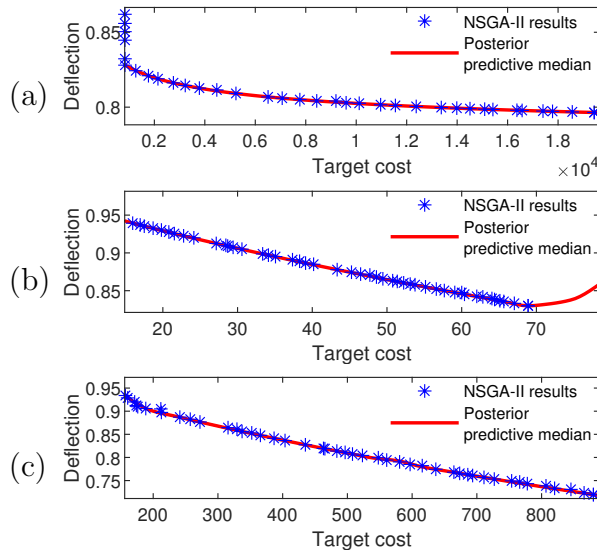 (a)
Deflection
0.85
0.8
NSGA-II results
Posterior
predictive median
0.2 0.4 0.6 0.8 1 1.2 1.4 1.6 1.8
Target cost
×10⁴
(b)
Deflection
0.95
0.9
0.85
NSGA-II results
Posterior
predictive median
20 30 40 50 60 70
Target cost
(c)
Deflection
0.95
0.9
0.85
0.8
0.75
NSGA-II results
Posterior
predictive median
200 300 400 500 600 700 800
Target cost